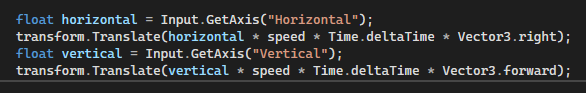 float horizontal = Input.GetAxis("Horizontal");
transform.Translate(horizontal * speed * Time.deltaTime * Vector3.right);
float vertical = Input.GetAxis("Vertical");
transform.Translate(vertical * speed * Time.deltaTime * Vector3.forward);